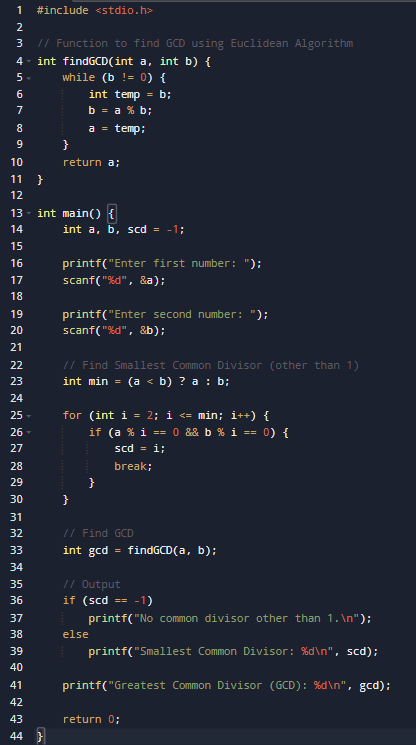 1 #include <stdio.h>
2
3 // Function to find GCD using Euclidean Algorithm
4 int findGCD(int a, int b) {
5     while (b != 0) {
6         int temp = b;
7         b = a % b;
8         a = temp;
9     }
10     return a;
11 }
12
13 int main() {
14     int a, b, scd = -1;
15
16     printf("Enter first number: ");
17     scanf("%d", &a);
18
19     printf("Enter second number: ");
20     scanf("%d", &b);
21
22     // Find Smallest Common Divisor (other than 1)
23     int min = (a < b) ? a : b;
24
25     for (int i = 2; i <= min; i++) {
26         if (a % i == 0 && b % i == 0) {
27             scd = i;
28             break;
29         }
30     }
31
32     // Find GCD
33     int gcd = findGCD(a, b);
34
35     // Output
36     if (scd == -1)
37         printf("No common divisor other than 1.\n");
38     else
39         printf("Smallest Common Divisor: %d\n", scd);
40
41     printf("Greatest Common Divisor (GCD): %d\n", gcd);
42
43     return 0;
44 }